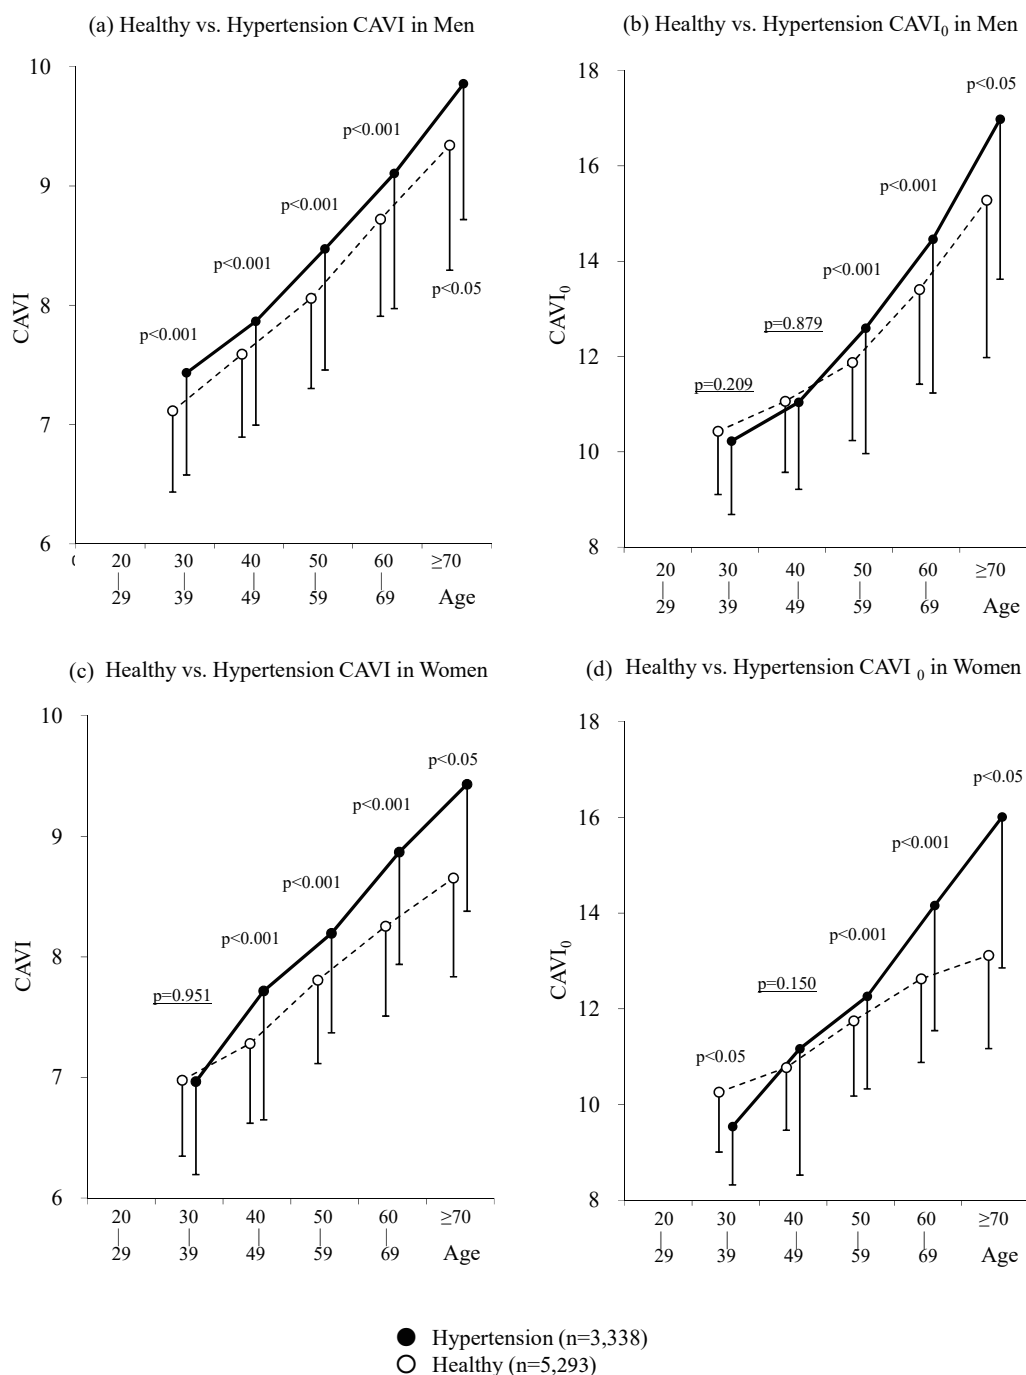 (a) Healthy vs. Hypertension CAVI in Men
10
9
8
7
6
CAVI
p<0.001
p<0.001
p<0.001
p<0.001
p<0.05
20 30 40 50 60 ≥70
29 39 49 59 69 Age
(b) Healthy vs. Hypertension CAVI₀ in Men
18
16
14
12
10
8
CAVI₀
p=0.209
p=0.879
p<0.001
p<0.001
p<0.05
20 30 40 50 60 ≥70
29 39 49 59 69 Age
(c) Healthy vs. Hypertension CAVI in Women
10
9
8
7
6
CAVI
p=0.951
p<0.001
p<0.001
p<0.001
p<0.05
20 30 40 50 60 ≥70
29 39 49 59 69 Age
(d) Healthy vs. Hypertension CAVI ₀ in Women
18
16
14
12
10
8
CAVI₀
p<0.05
p=0.150
p<0.001
p<0.001
p<0.05
20 30 40 50 60 ≥70
29 39 49 59 69 Age
Hypertension (n=3,338)
Healthy (n=5,293)